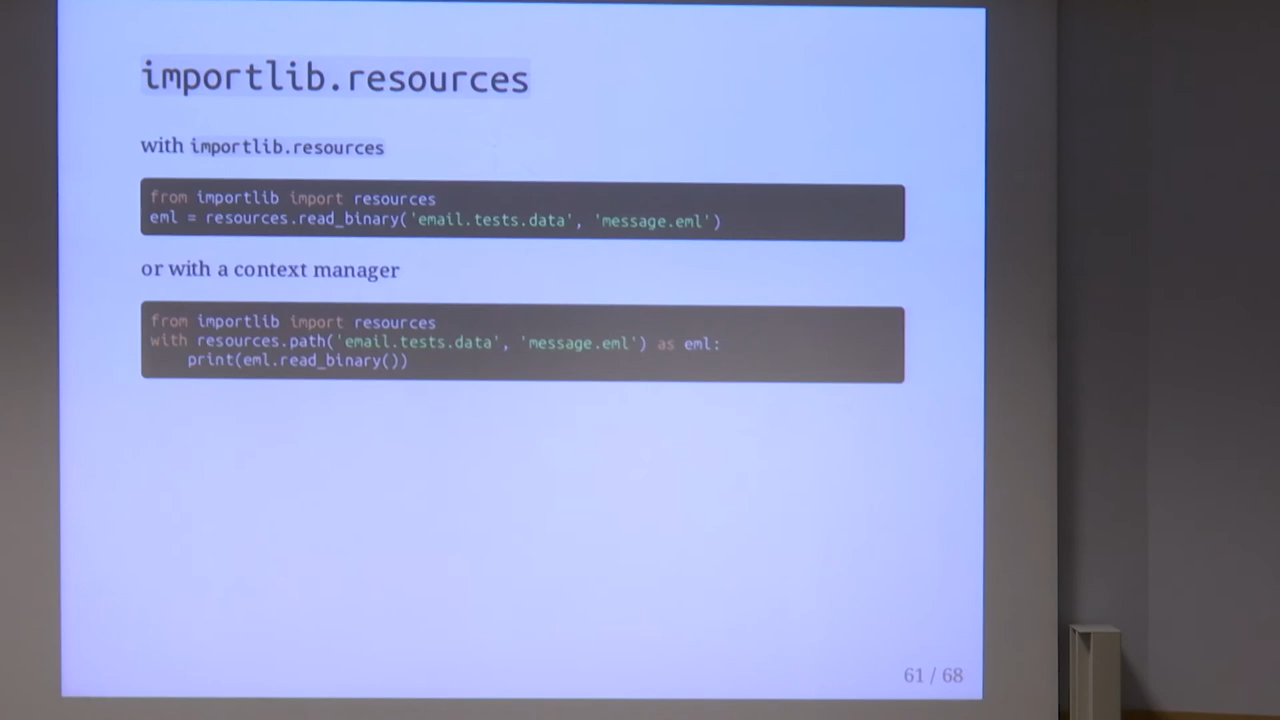 importlib.resources
with importlib.resources
from importlib import resources
eml = resources.read_binary('email.tests.data', 'message.eml')
or with a context manager
from importlib import resources
with resources.path('email.tests.data', 'message.eml') as eml:
    print(eml.read_binary())
61 / 68